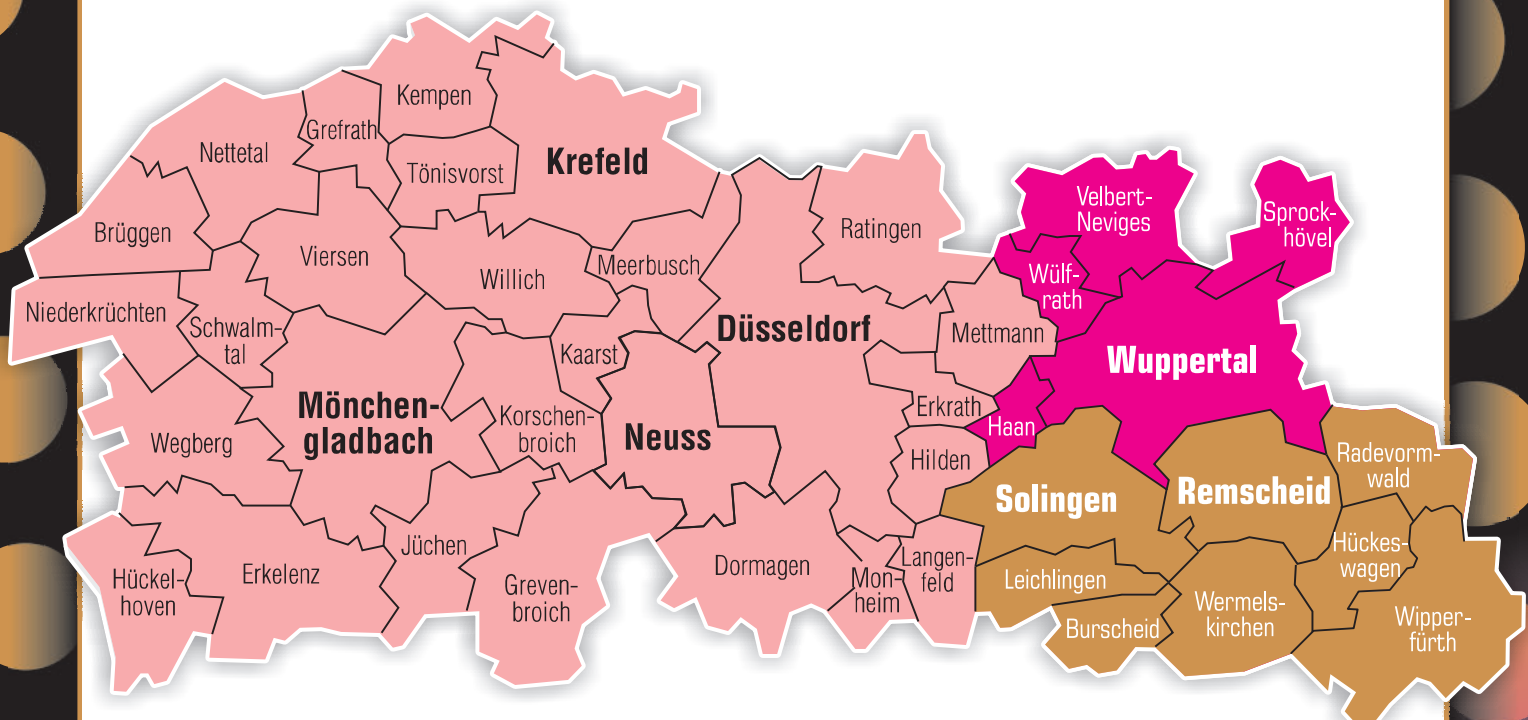 Kempen
Grefrath
Nettetal
Tönisvorst
Krefeld
Brüggen
Viersen
Willich
Meerbusch
Ratingen
Niederkrüchten
Schwalm-
tal
Kaarst
Düsseldorf
Mettmann
Velbert-
Neviges
Sprock-
hövel
Wülf-
rath
Wuppertal
Mönchen-
gladbach
Korschen-
broich
Neuss
Erkrath
Haan
Wegberg
Hilden
Solingen
Remscheid
Radevorm-
wald
Hückel-
hoven
Erkelenz
Jüchen
Greven-
broich
Dormagen
Mon-
heim
Langen-
feld
Leichlingen
Burscheid
Wermels-
kirchen
Hückes-
wagen
Wipper-
fürth